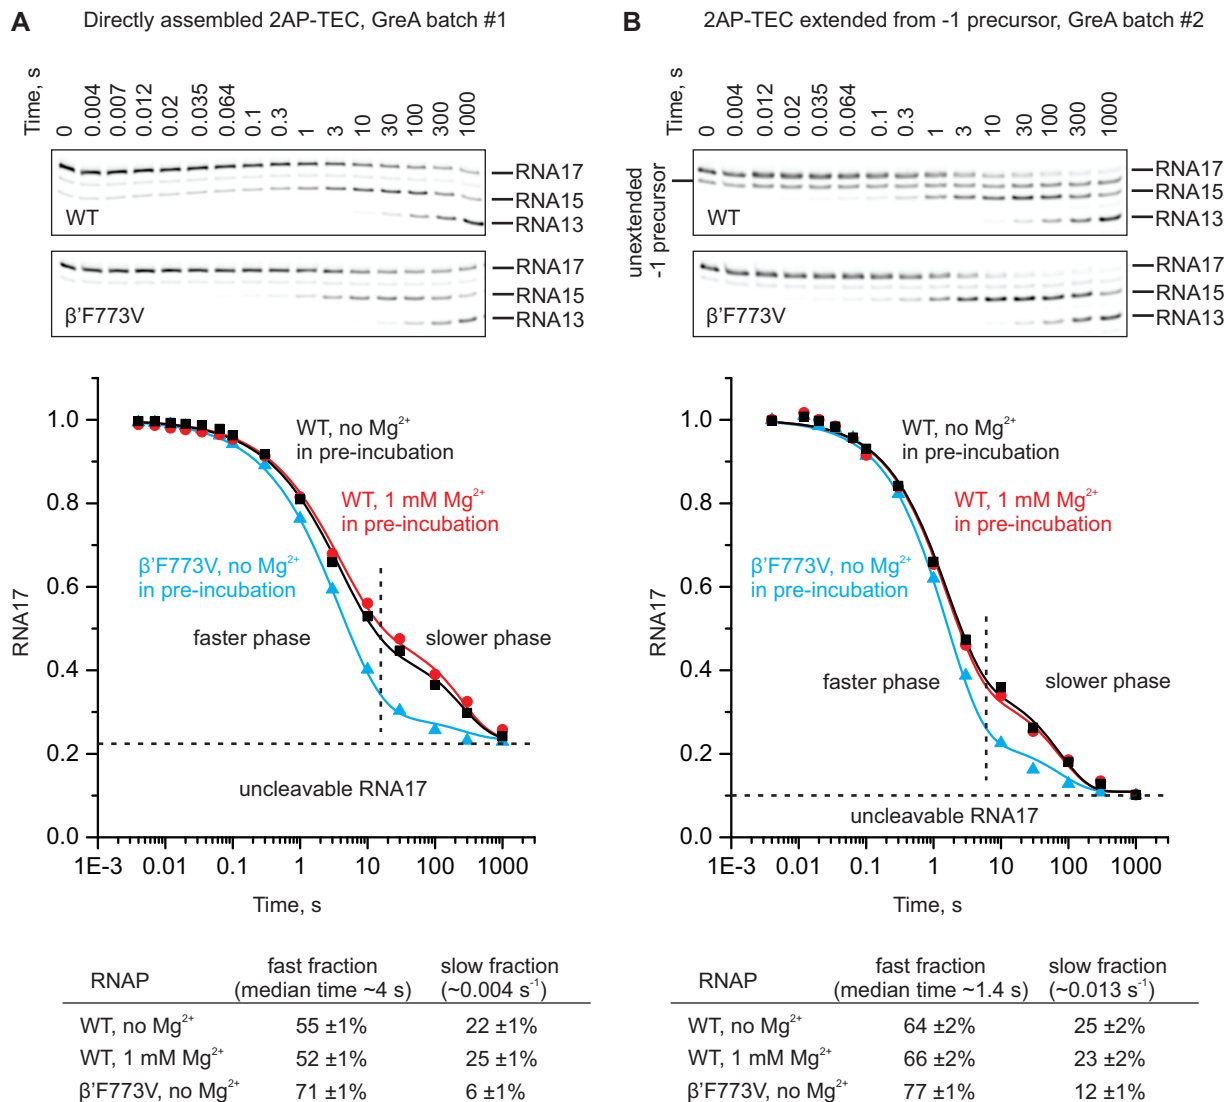 A
Directly assembled 2AP-TEC, GreA batch #1
Time, s
0
0.004
0.007
0.012
0.02
0.035
0.064
0.1
0.3
1
3
10
30
100
300
1000
RNA17
RNA15
RNA13
WT
RNA17
RNA15
RNA13
β'F773V
RNA17
1.0
0.8
0.6
0.4
0.2
0.0
WT, no Mg²⁺
in pre-incubation
WT, 1 mM Mg²⁺
in pre-incubation
β'F773V, no Mg²⁺
in pre-incubation
faster phase
slower phase
uncleavable RNA17
1E-3
0.01
0.1
1
10
100
1000
Time, s
RNAP
fast fraction
(median time ~4 s)
slow fraction
(~0.004 s⁻¹)
WT, no Mg²⁺ 55 ±1% 22 ±1%
WT, 1 mM Mg²⁺ 52 ±1% 25 ±1%
β'F773V, no Mg²⁺ 71 ±1% 6 ±1%
B
2AP-TEC extended from -1 precursor, GreA batch #2
Time, s
0
0.004
0.012
0.02
0.035
0.064
0.1
0.3
1
3
10
30
100
300
1000
unextended
-1 precursor
RNA17
RNA15
RNA13
WT
RNA17
RNA15
RNA13
β'F773V
RNA17
1.0
0.8
0.6
0.4
0.2
0.0
WT, no Mg²⁺
in pre-incubation
WT, 1 mM Mg²⁺
in pre-incubation
β'F773V, no Mg²⁺
in pre-incubation
faster phase
slower phase
uncleavable RNA17
1E-3
0.01
0.1
1
10
100
1000
Time, s
RNAP
fast fraction
(median time ~1.4 s)
slow fraction
(~0.013 s⁻¹)
WT, no Mg²⁺ 64 ±2% 25 ±2%
WT, 1 mM Mg²⁺ 66 ±2% 23 ±2%
β'F773V, no Mg²⁺ 77 ±1% 12 ±1%